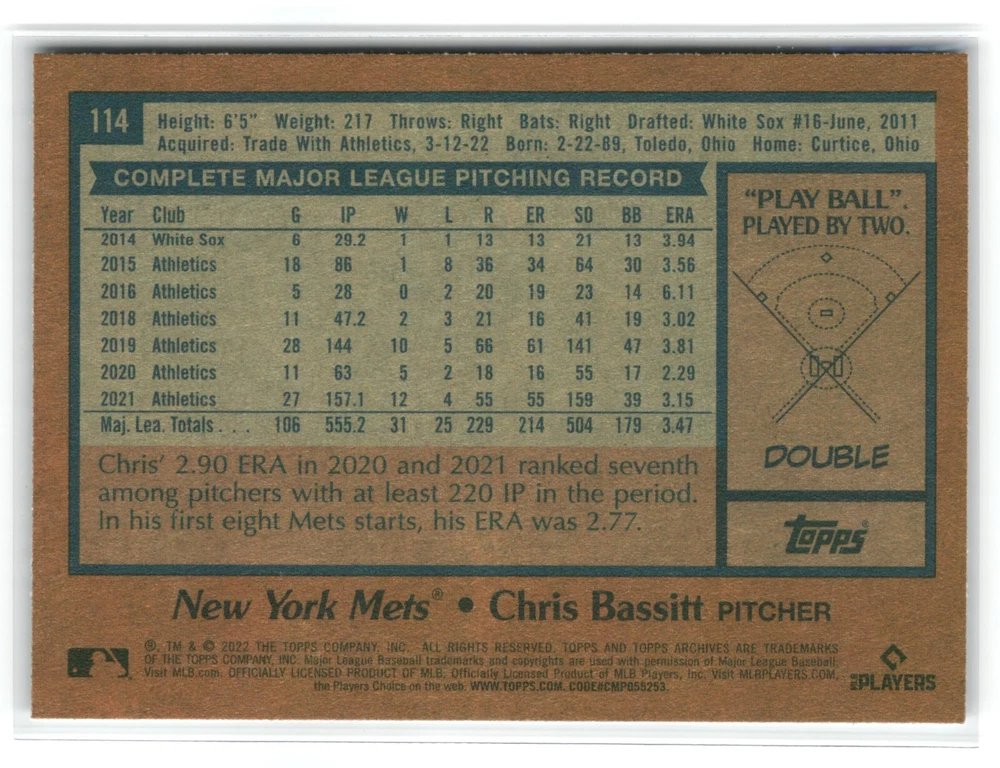 114
Height: 6'5" Weight: 217 Throws: Right Bats: Right Drafted: White Sox #16-June, 2011
Acquired: Trade With Athletics, 3-12-22 Born: 2-22-89, Toledo, Ohio Home: Curtice, Ohio
COMPLETE MAJOR LEAGUE PITCHING RECORD
Year Club G IP W L R ER SO BB ERA
2014 White Sox 6 29.2 1 1 13 13 21 13 3.94
2015 Athletics 18 86 1 8 36 34 64 30 3.56
2016 Athletics 5 28 0 2 20 19 23 14 6.11
2018 Athletics 11 47.2 2 3 21 16 41 19 3.02
2019 Athletics 28 144 10 5 66 61 141 47 3.81
2020 Athletics 11 63 5 2 18 16 55 17 2.29
2021 Athletics 27 157.1 12 4 55 55 159 39 3.15
Maj. Lea. Totals . . . 106 555.2 31 25 229 214 504 179 3.47
Chris' 2.90 ERA in 2020 and 2021 ranked seventh
among pitchers with at least 220 IP in the period.
In his first eight Mets starts, his ERA was 2.77.
"PLAY BALL".
PLAYED BY TWO.
DOUBLE
topps®
New York Mets® • Chris Bassitt PITCHER
®, TM & © 2022 THE TOPPS COMPANY, INC. ALL RIGHTS RESERVED. TOPPS AND TOPPS ARCHIVES ARE TRADEMARKS
OF THE TOPPS COMPANY, INC. Major League Baseball trademarks and copyrights are used with permission of Major League Baseball.
Visit MLB.com. OFFICIALLY LICENSED PRODUCT OF MLB. Officially Licensed Product of MLB Players, Inc. Visit MLBPLAYERS.COM,
the Players Choice on the web. WWW.TOPPS.COM. CODE#CMP055253.
MLB PLAYERS